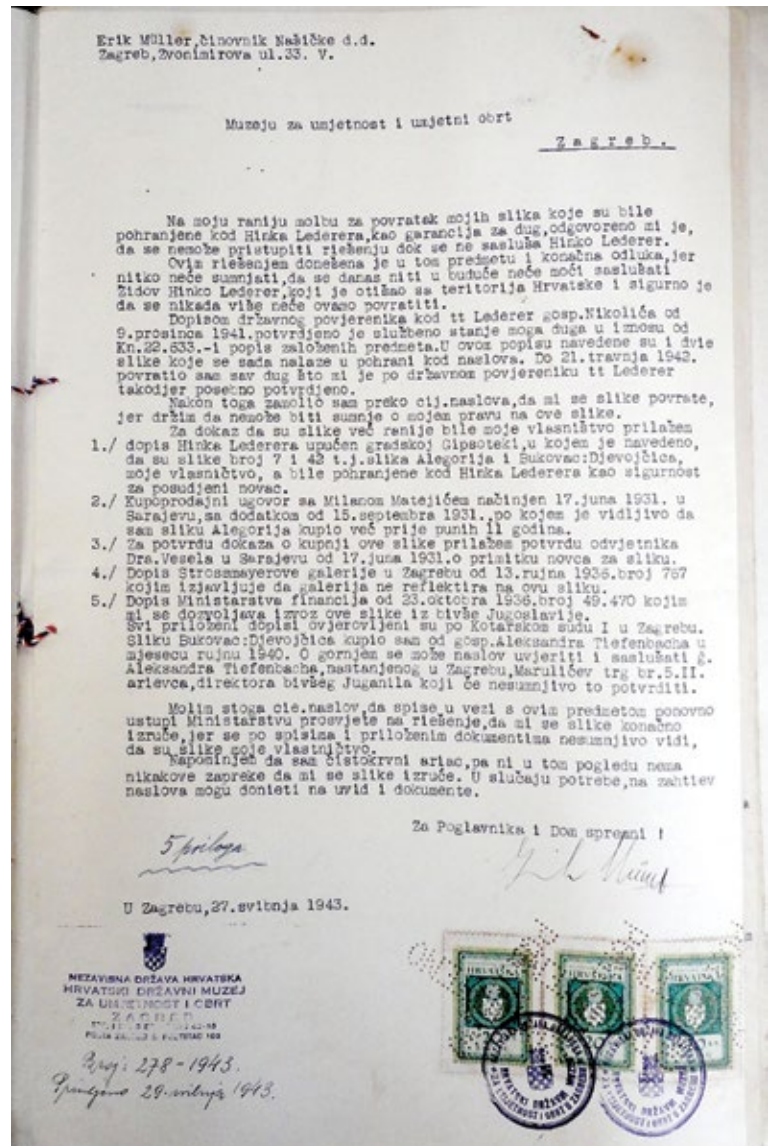 Erik Müller,činovnik Našičke d.d.
Zagreb,Zvonimirova ul.33. V.
Muzeju za umjetnost i umjetni obrt
Zagreb.
Na moju raniju molbu za povratak mojih slika koje su bile
pohranjene kod Hinka Lederera,kao garancija za dug,odgovoreno mi je,
da se nemože pristupiti riešenju dok se ne sasluša Hinko Lederer.
Ovim riešenjem donešena je u tom predmetu i konačna odluka,jer
nitko neće sumnjati,da se danas niti u buduće neće moći saslušati
Židov Hinko Lederer,koji je otišao sa teritorija Hrvatske i sigurno je
da se nikada više neće ovamo povratiti.
Dopisom državnog povjerenika kod tt Lederer gosp.Nikolića od
9.prosinca 1941.potvrdjeno je službeno stanje moga duga u iznosu od
Kn.22.633.-i popis založenih predmeta.U ovom popisu navedene su i dvie
slike koje se sada nalaze u pohrani kod naslova. Do 21.travnja 1942.
povratio sam sav dug što mi je po državnom povjereniku tt Lederer
takodjer posebno potvrdjeno.
Nakon toga zamolio sam preko cij.naslova,da mi se slike povrate,
jer držim da nemože biti sumnje o mojem pravu na ove slike.
Za dokaz da su slike već ranije bile moje vlasništvo prilažem
1./ dopis Hinka Lederera upućen gradskoj Gipsoteki,u kojem je navedeno,
da su slike broj 7 i 42 t.j.slika Alegorija i Bukovac:Djevojčica,
moje vlasničtvo, a bile pohranjene kod Hinka Lederera kao sigurnost
za posudjeni novac.
2./ Kupoprodajni ugovor sa Milanom Matejićem načinjen 17.juna 1931. u
Sarajevu,sa dodatkom od 15.septembra 1931.,po kojem je vidljivo da
sam sliku Alegorija kupio već prije punih 11 godina.
3./ Za potvrdu dokaza o kupnji ove slike prilažem potvrdu odvjetnika
Dra.Vesela u Sarajevu od 17.juna 1931.o primitku novca za sliku.
4./ Dopis Strossmayerove galerije u Zagrebu od 13.rujna 1936.broj 767
kojim izjavljuje da galerija ne reflektira na ovu sliku.
5./ Dopis Ministarstva financija od 23.oktobra 1936.broj 49.470 kojim
mi se dozvoljava izvoz ove slike iz bivše Jugoslavije.
Svi priloženi dopisi ovjerovljeni su po Kotarskom sudu I u Zagrebu.
Sliku Bukovac:Djevojčica kupio sam od gosp.Aleksandra Tiefenbacha u
mjesecu rujnu 1940. O gornjem se može naslov uvjeriti i saslušati g.
Aleksandra Tiefenbacha,nastanjenog u Zagrebu,Marulićev trg br.5.II.
arievca,direktora bivšeg Juganila koji će nesumnjivo to potvrditi.
Molim stoga cie.naslov,da spise u vezi s ovim predmetom ponovno
ustupi Ministarstvu prosvjete na riešenje,da mi se slike konačno
izruče,jer se po spisima i priloženim dokumentima nesumnjivo vidi,
da su slike moje vlastničtvo.
Napominjem da sam čistokrvni ariac,pa ni u tom pogledu nema
nikakove zapreke da mi se slike izruče. U slučaju potrebe,na zahtiev
naslova mogu donieti na uvid i dokumente.
Za Poglavnika i Dom spremni !
5 priloga
U Zagrebu,27.svibnja 1943.
NEZAVISNA DRŽAVA HRVATSKA
HRVATSKI DRŽAVNI MUZEJ
ZA UMJETNOST I OBRT
ZAGREB
Broj: 278-1943.
Primljeno 29. svibnja 1943.
HRVATSKA
HRVATSKA
HRVATSKA
HRVATSKI DRŽAVNI MUZEJ
ZA UMJETNOST I OBRT U ZAGREBU
HRVATSKI DRŽAVNI MUZEJ
ZA UMJETNOST I OBRT U ZAGREBU